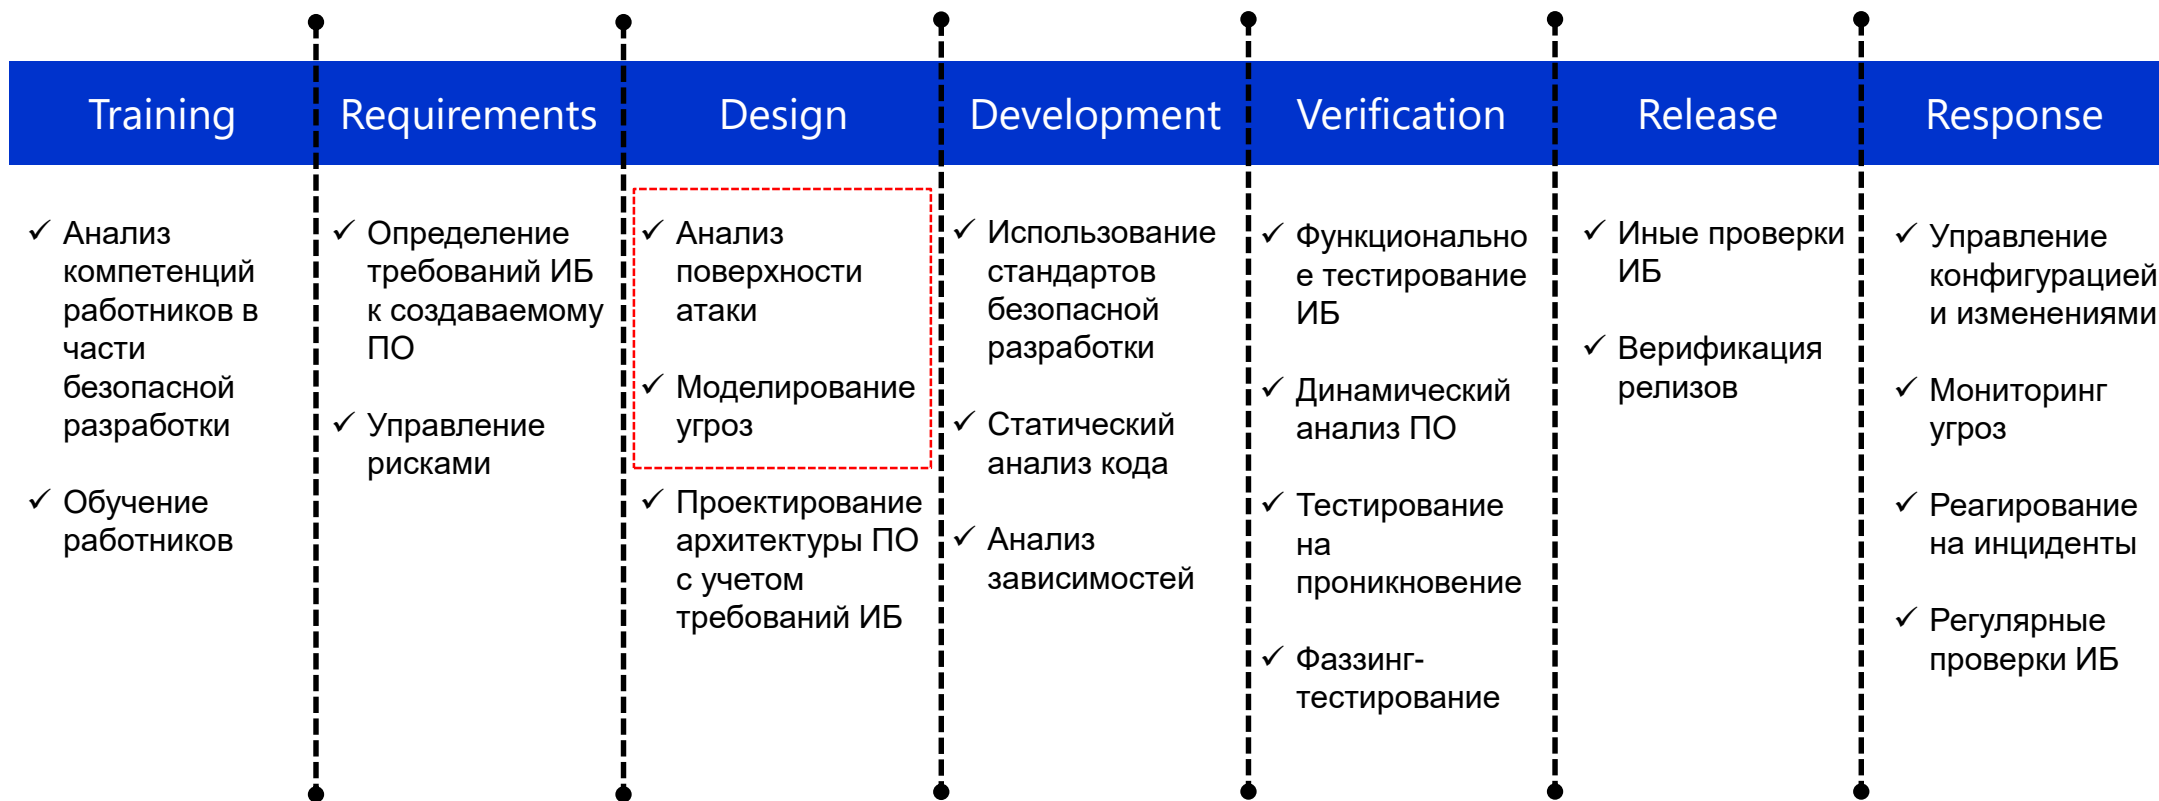 Training
Requirements
Design
Development
Verification
Release
Response
✓ Анализ
компетенций
работников в
части
безопасной
разработки
✓ Обучение
работников
✓ Определение
требований ИБ
к создаваемому
ПО
✓ Управление
рисками
✓ Анализ
поверхности
атаки
✓ Моделирование
угроз
✓ Проектирование
архитектуры ПО
с учетом
требований ИБ
✓ Использование
стандартов
безопасной
разработки
✓ Статический
анализ кода
✓ Анализ
зависимостей
✓ Функционально
е тестирование
ИБ
✓ Динамический
анализ ПО
✓ Тестирование
на
проникновение
✓ Фаззинг-
тестирование
✓ Иные проверки
ИБ
✓ Верификация
релизов
✓ Управление
конфигурацией
и изменениями
✓ Мониторинг
угроз
✓ Реагирование
на инциденты
✓ Регулярные
проверки ИБ